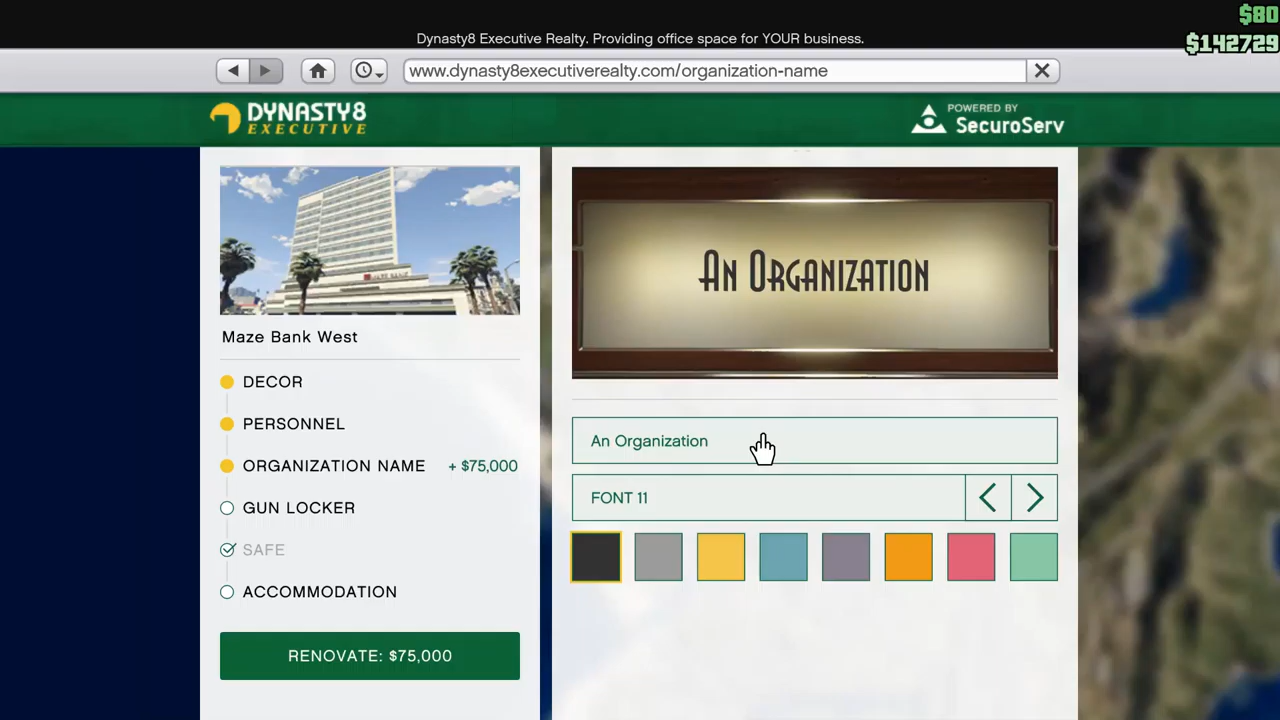 $80
$142729
Dynasty8 Executive Realty. Providing office space for YOUR business.
www.dynasty8executiverealty.com/organization-name
DYNASTY8
EXECUTIVE
POWERED BY
SecuroServ
MAZE BANK
Maze Bank West
DECOR
PERSONNEL
ORGANIZATION NAME + $75,000
GUN LOCKER
SAFE
ACCOMMODATION
RENOVATE: $75,000
An Organization
An Organization
FONT 11